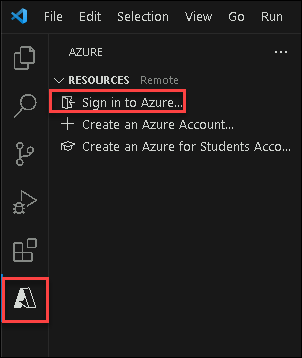 File Edit Selection View Go Run
AZURE
RESOURCES Remote
Sign in to Azure...
Create an Azure Account...
Create an Azure for Students Acco...